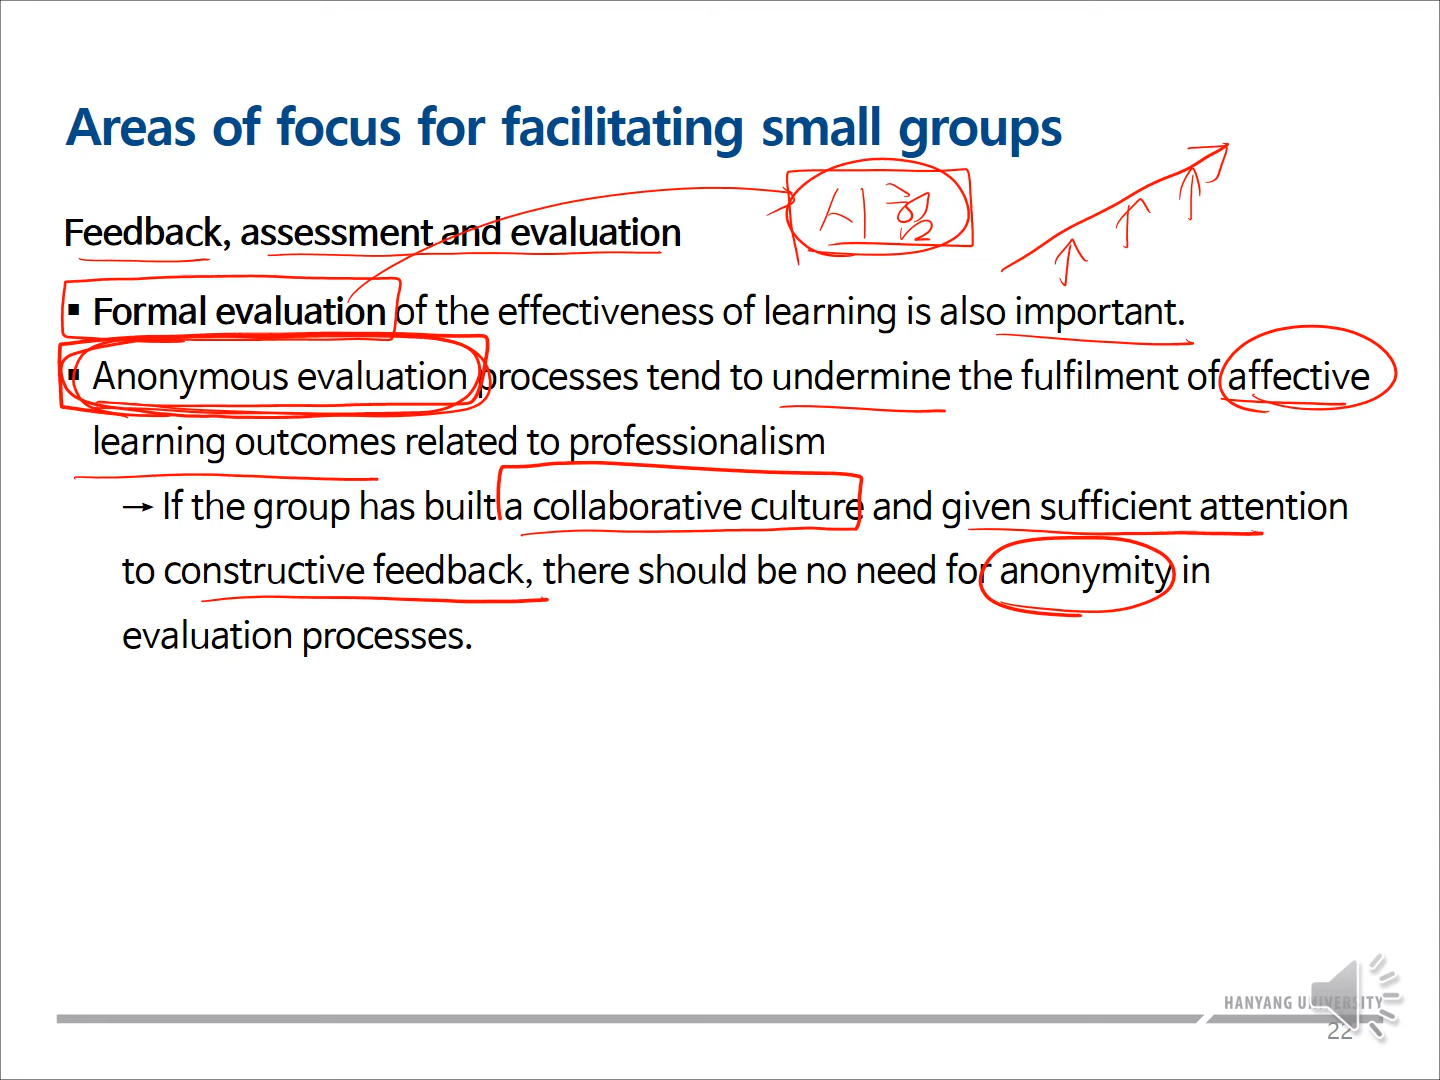 Areas of focus for facilitating small groups
시험
Feedback, assessment and evaluation
▪ Formal evaluation of the effectiveness of learning is also important.
▪ Anonymous evaluation processes tend to undermine the fulfilment of affective
learning outcomes related to professionalism
→ If the group has built a collaborative culture and given sufficient attention
to constructive feedback, there should be no need for anonymity in
evaluation processes.
HANYANG UNIVERSITY
22